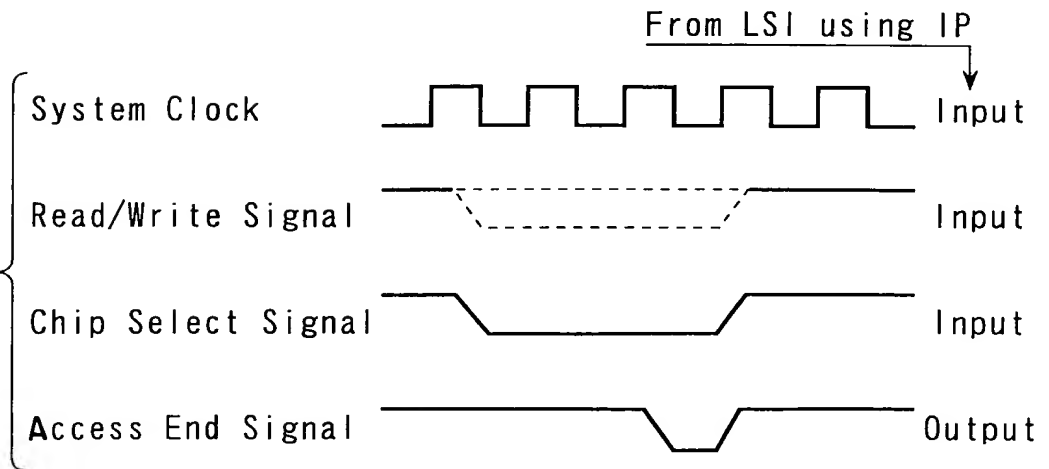 From LSI using IP
System Clock
Input
Read/Write Signal
Input
Chip Select Signal
Input
Access End Signal
Output